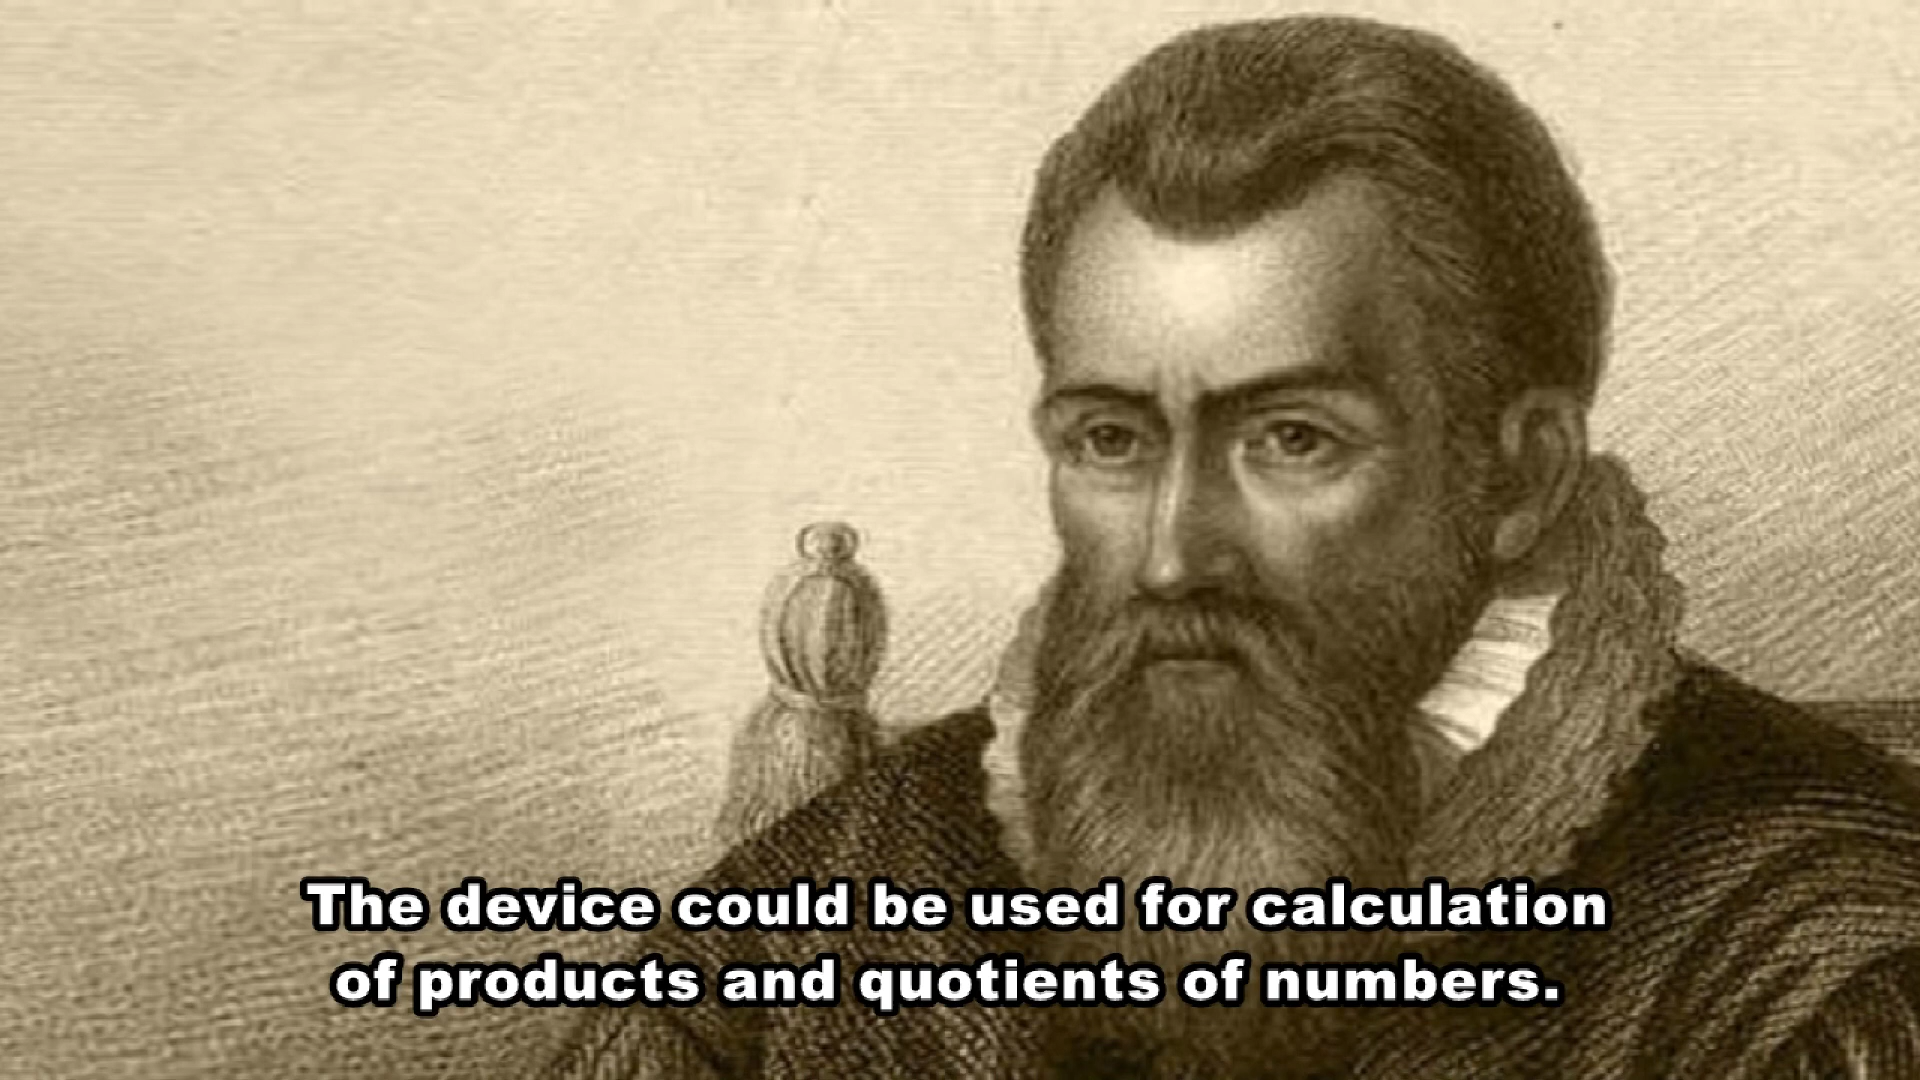 The device could be used for calculation
of products and quotients of numbers.